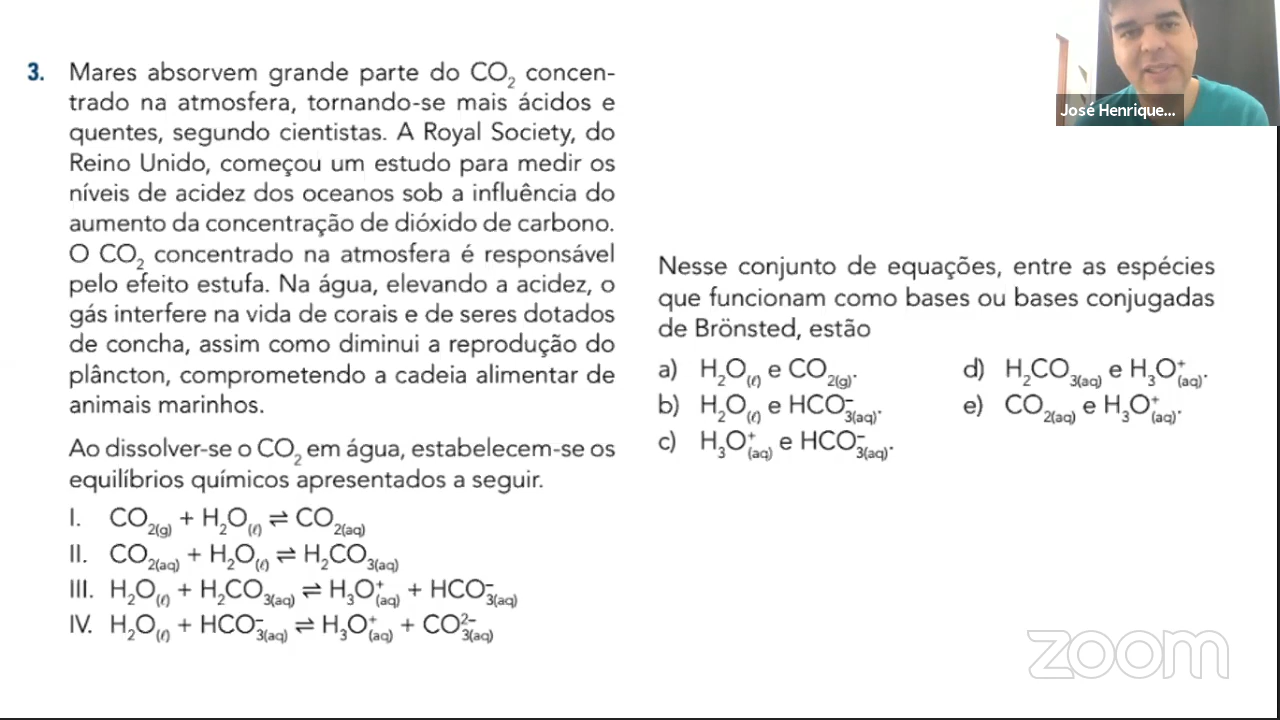 3. Mares absorvem grande parte do CO₂ concen-
trado na atmosfera, tornando-se mais ácidos e
quentes, segundo cientistas. A Royal Society, do
Reino Unido, começou um estudo para medir os
níveis de acidez dos oceanos sob a influência do
aumento da concentração de dióxido de carbono.
O CO₂ concentrado na atmosfera é responsável
pelo efeito estufa. Na água, elevando a acidez, o
gás interfere na vida de corais e de seres dotados
de concha, assim como diminui a reprodução do
plâncton, comprometendo a cadeia alimentar de
animais marinhos.
Ao dissolver-se o CO₂ em água, estabelecem-se os
equilíbrios químicos apresentados a seguir.
I. CO₂(g) + H₂O(ℓ) ⇌ CO₂(aq)
II. CO₂(aq) + H₂O(ℓ) ⇌ H₂CO₃(aq)
III. H₂O(ℓ) + H₂CO₃(aq) ⇌ H₃O⁺(aq) + HCO₃⁻(aq)
IV. H₂O(ℓ) + HCO₃⁻(aq) ⇌ H₃O⁺(aq) + CO₃²⁻(aq)
Nesse conjunto de equações, entre as espécies
que funcionam como bases ou bases conjugadas
de Brönsted, estão
a) H₂O(ℓ) e CO₂(g).
b) H₂O(ℓ) e HCO₃⁻(aq).
c) H₃O⁺(aq) e HCO₃⁻(aq).
d) H₂CO₃(aq) e H₃O⁺(aq).
e) CO₂(aq) e H₃O⁺(aq).
José Henrique...
zoom